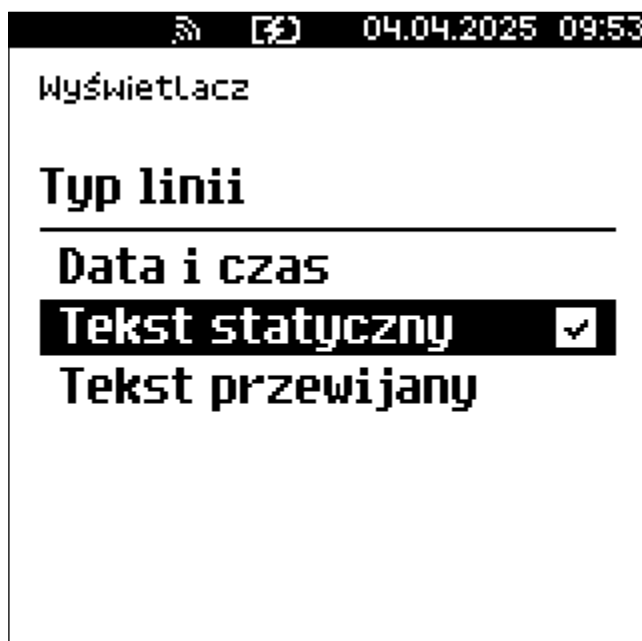 04.04.2025 09:53
Wyświetlacz
Typ linii
Data i czas
Tekst statyczny
Tekst przewijany